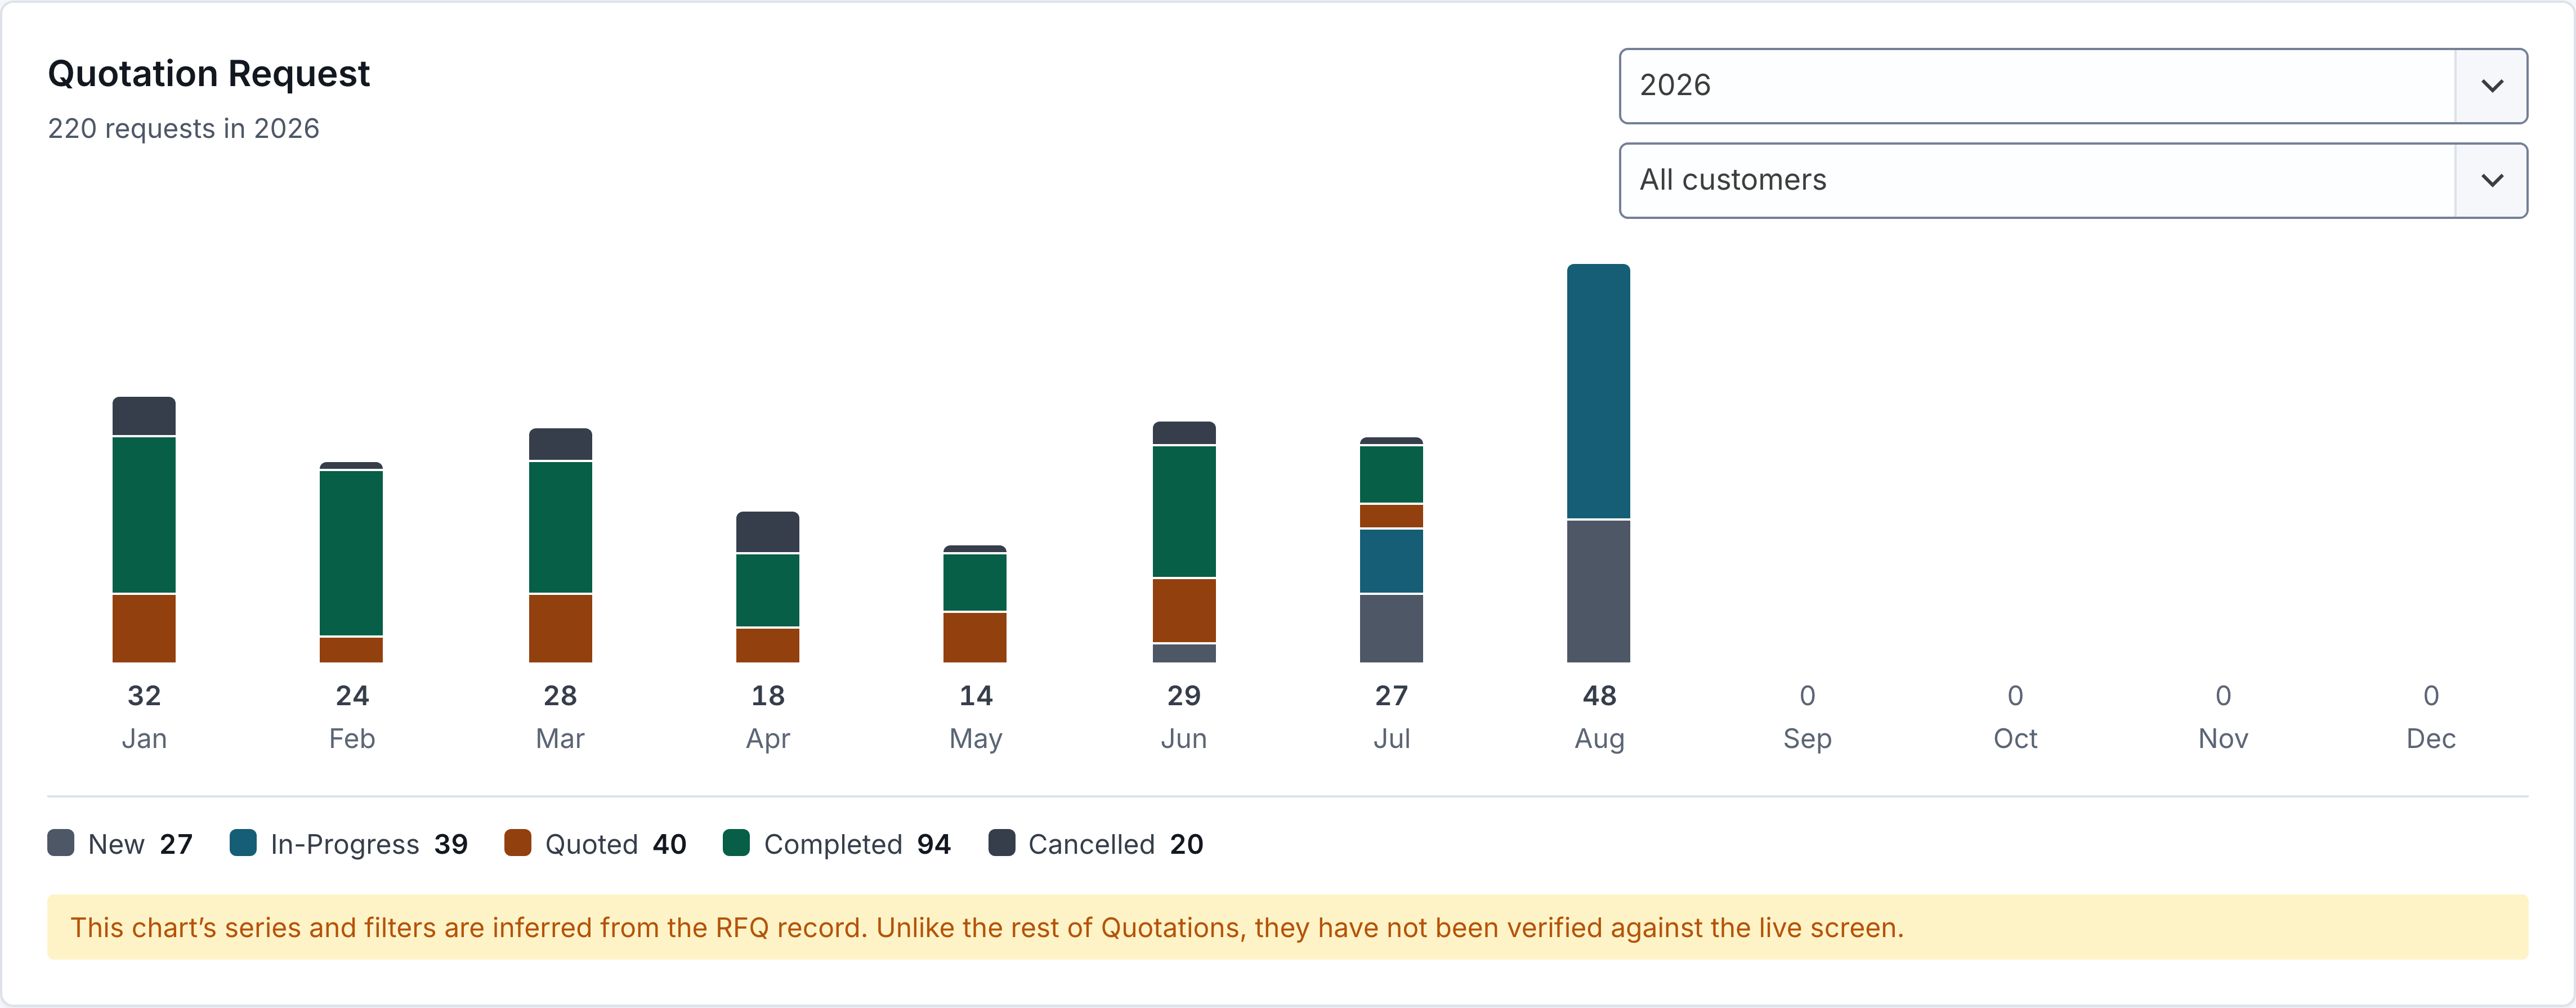 Quotation Request
220 requests in 2026
2026
All customers
32 24 28 18 14 29 27 48 0 0 0 0
Jan Feb Mar Apr May Jun Jul Aug Sep Oct Nov Dec
New 27 In-Progress 39 Quoted 40 Completed 94 Cancelled 20
This chart’s series and filters are inferred from the RFQ record. Unlike the rest of Quotations, they have not been verified against the live screen.